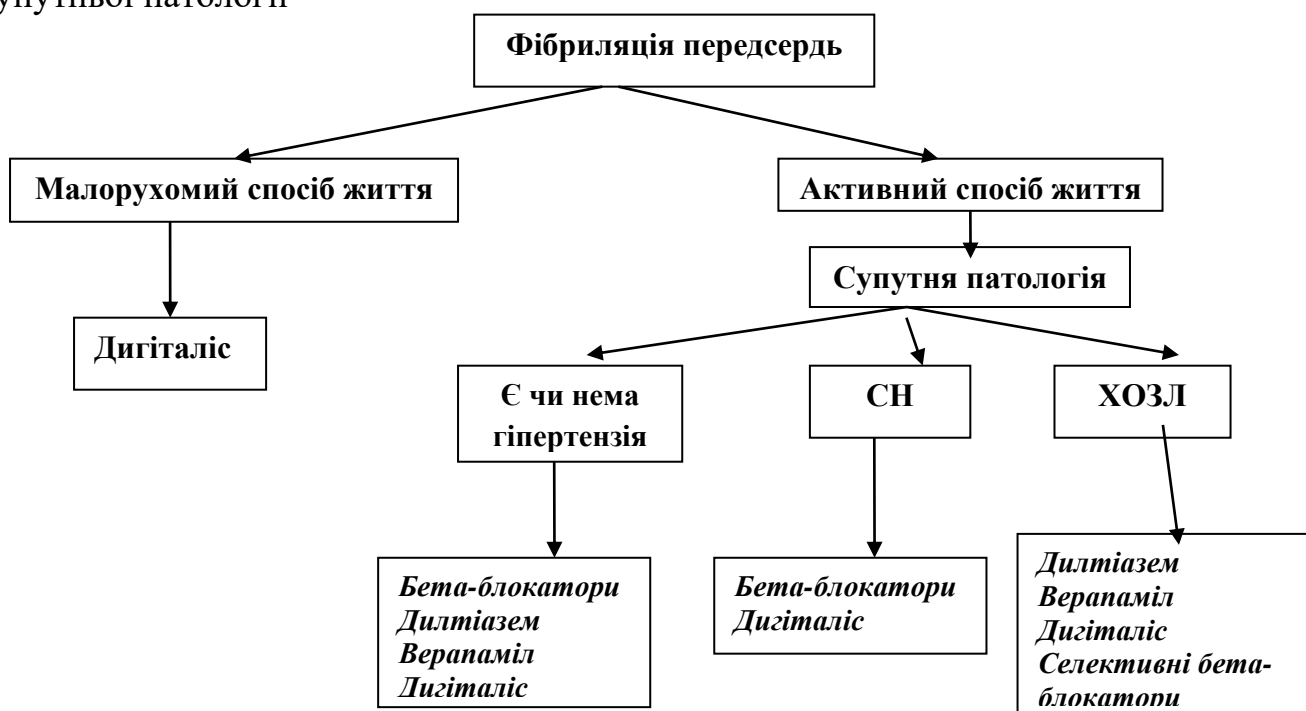 патології
Фібриляція передсердь
Малорухомий спосіб життя
Активний спосіб життя
Супутня патологія
Дигіталіс
Є чи нема
гіпертензія
СН
ХОЗЛ
Бета-блокатори
Дилтіазем
Верапаміл
Дигіталіс
Бета-блокатори
Дигіталіс
Дилтіазем
Верапаміл
Дигіталіс
Селективні бета-
блокатори